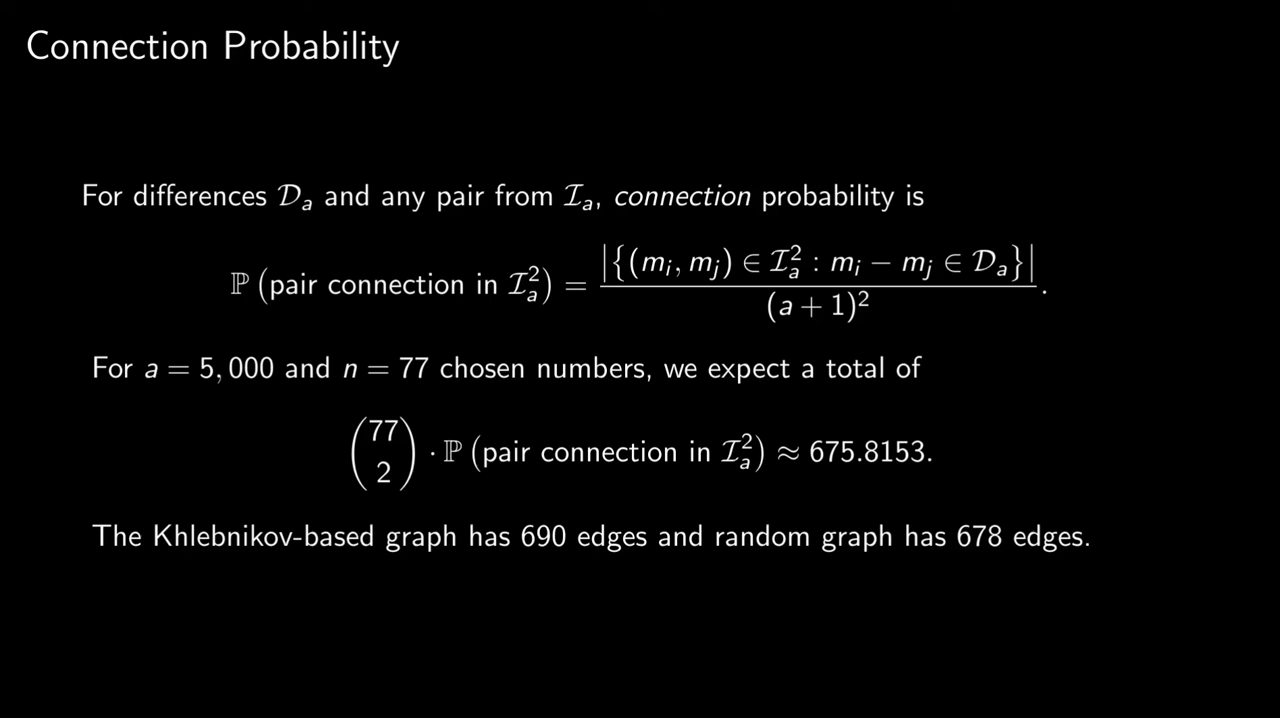 Connection Probability
For differences 𝒟ₐ and any pair from ℐₐ, connection probability is
ℙ (pair connection in ℐₐ²) = |{(mᵢ, mⱼ) ∈ ℐₐ² : mᵢ − mⱼ ∈ 𝒟ₐ}| / (a + 1)².
For a = 5, 000 and n = 77 chosen numbers, we expect a total of
(77 2) · ℙ (pair connection in ℐₐ²) ≈ 675.8153.
The Khlebnikov-based graph has 690 edges and random graph has 678 edges.